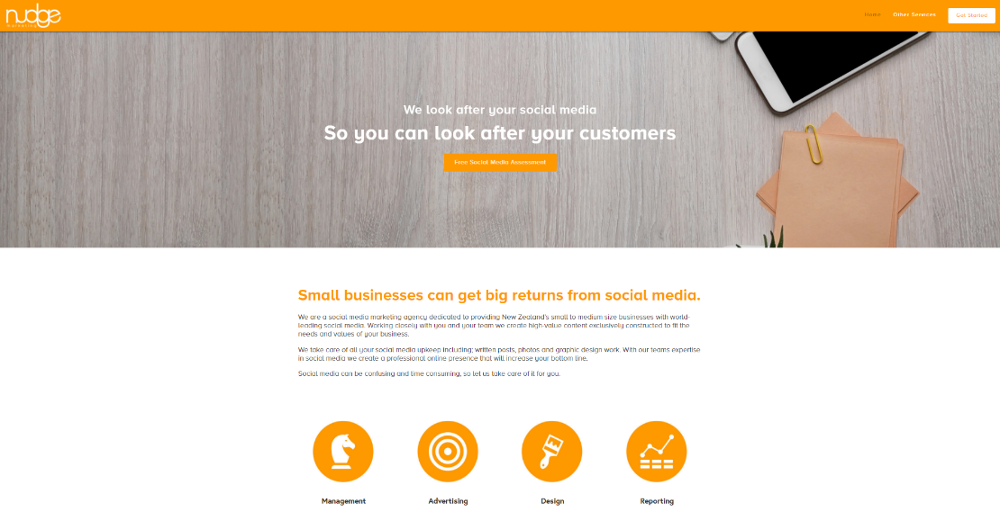 nudge
marketing
Home Other Services Get Started
We look after your social media
So you can look after your customers
Free Social Media Assessment
Small businesses can get big returns from social media.
We are a social media marketing agency dedicated to providing New Zealand's small to medium size businesses with world-
leading social media. Working closely with you and your team we create high-value content exclusively constructed to fit the
needs and values of your business.
We take care of all your social media upkeep including; written posts, photos and graphic design work. With our teams expertise
in social media we create a professional online presence that will increase your bottom line.
Social media can be confusing and time consuming, so let us take care of it for you.
Management Advertising Design Reporting